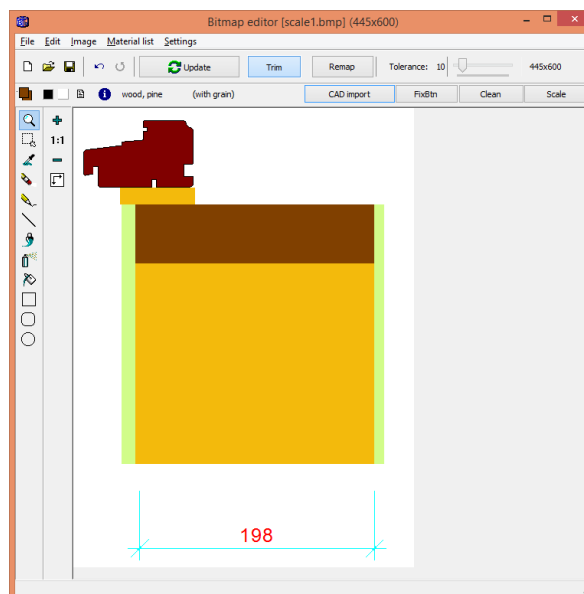 Bitmap editor [scale1.bmp] (445x600)
File Edit Image Material list Settings
Update Trim Remap Tolerance: 10 445x600
wood, pine (with grain) CAD import FixBtn Clean Scale
1:1
198